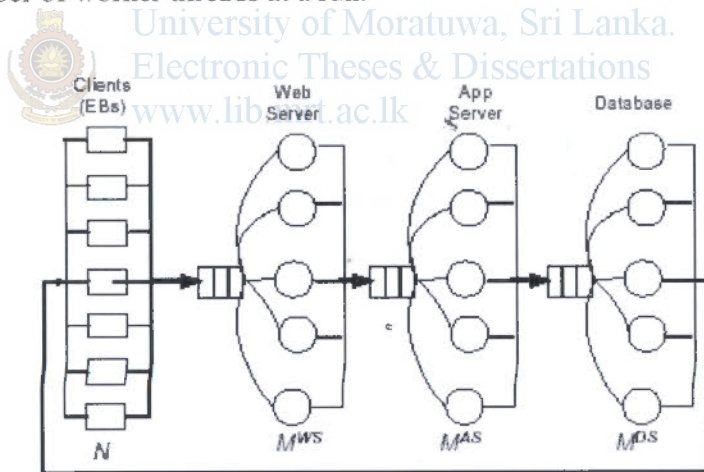 University of Moratuwa, Sri Lanka.
Electronic Theses & Dissertations
www.lib.mrt.ac.lk
Clients
(EBs)
Web
Server
App
Server
Database
N
M^WS
M^AS
M^DS